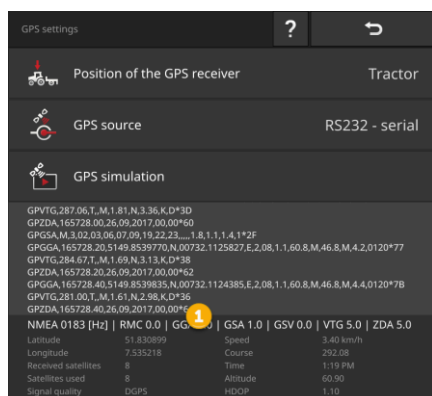 GPS settings ?
Position of the GPS receiver Tractor
GPS source RS232 - serial
GPS simulation
GPVTG,287.06,T,,M,1.81,N,3.36,K,D*3D
GPZDA,165728.00,26,09,2017,00,00*60
GPGSA,M,3,02,03,06,07,09,19,22,23,,,,,1.8,1.1,1.4,1*2F
GPGGA,165728.20,5149.8539770,N,00732.1125827,E,2,08,1.1,60.8,M,46.8,M,4.2,0120*77
GPVTG,284.67,T,,M,1.69,N,3.13,K,D*38
GPZDA,165728.20,26,09,2017,00,00*62
GPGGA,165728.40,5149.8539835,N,00732.1124385,E,2,08,1.1,60.8,M,46.8,M,4.4,0120*7B
GPVTG,281.00,T,,M,1.61,N,2.98,K,D*36
GPZDA,165728.40,26,09,2017,00,00*
1
NMEA 0183 [Hz] | RMC 0.0 | | GSA 1.0 | GSV 0.0 | VTG 5.0 | ZDA 5.0
Latitude 51.830899 Speed 3.40 km/h
Longitude 7.535218 Course 292.08
Received satellites 8 Time 1:19 PM
Satellites used 8 Altitude 60.90
Signal quality DGPS HDOP 1.10